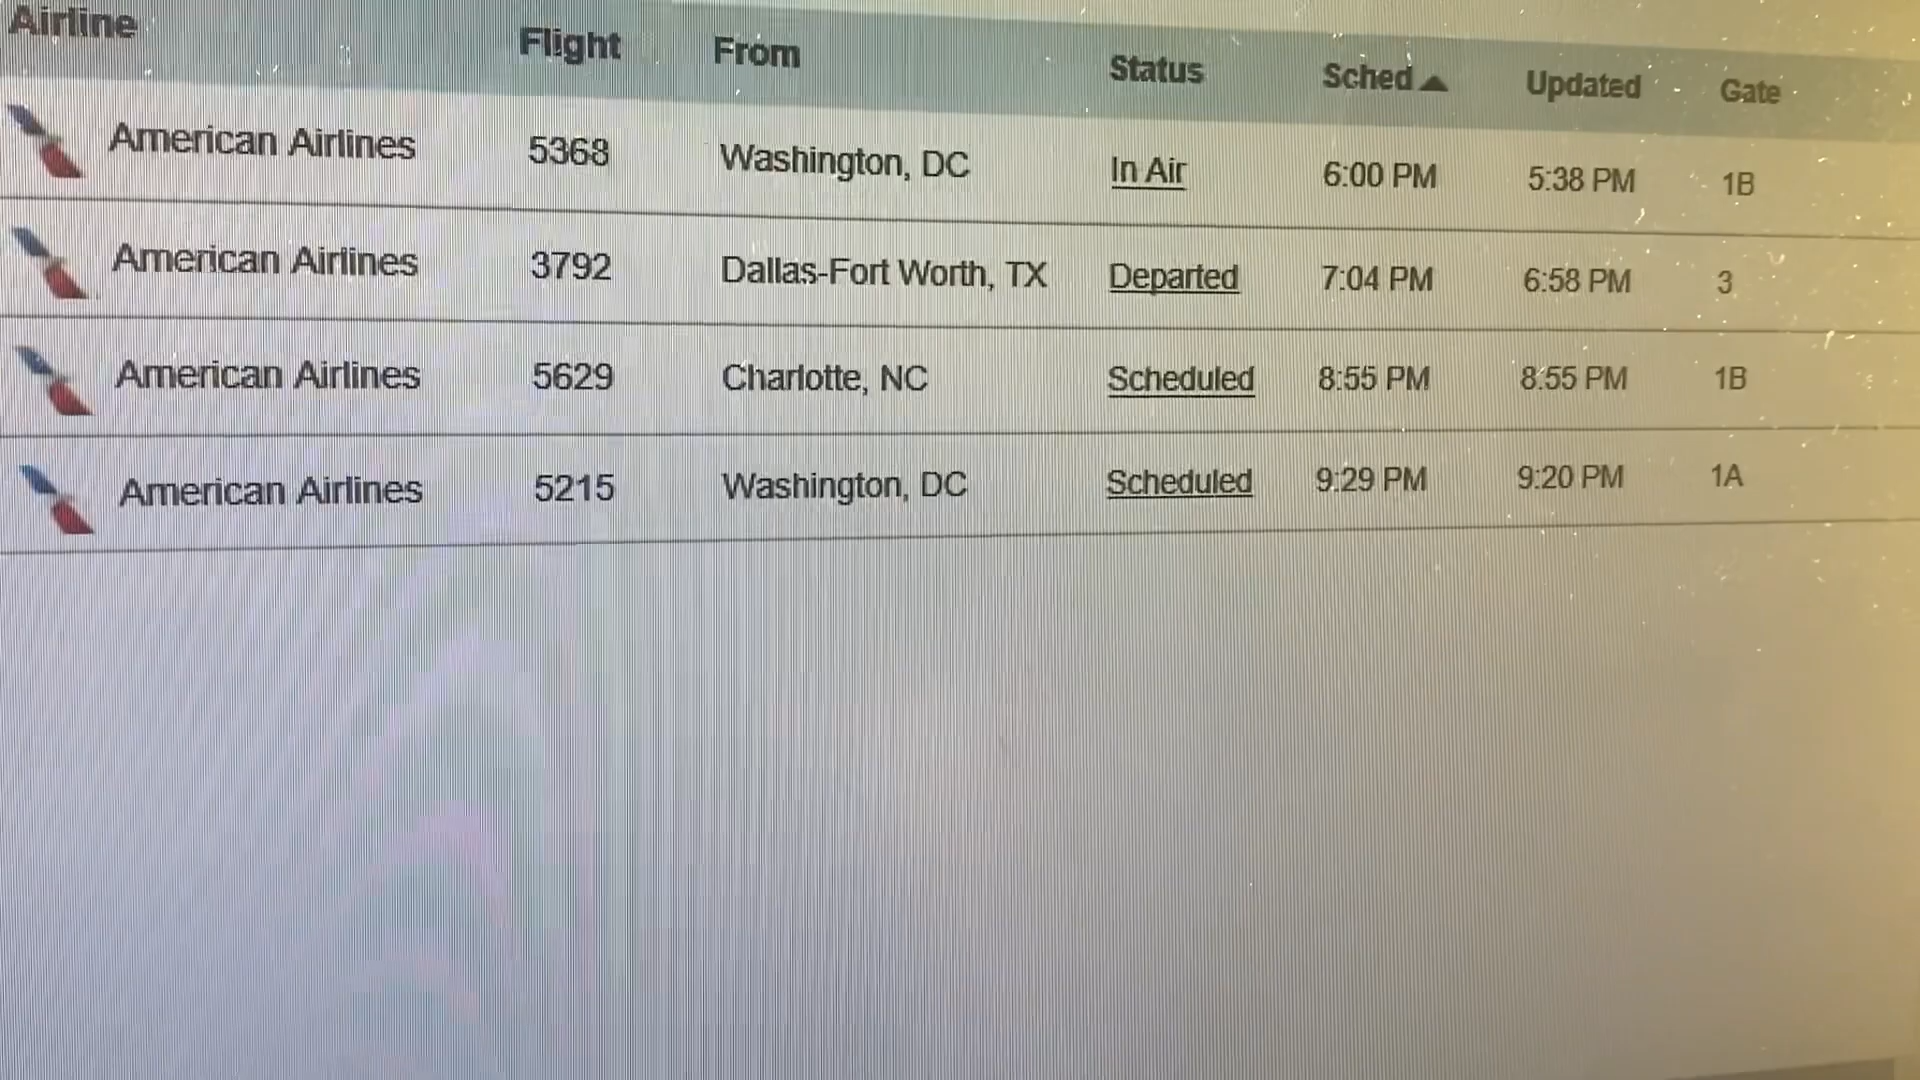 Airline Flight From Status Sched Updated Gate
American Airlines 5368 Washington, DC In Air 6:00 PM 5:38 PM 1B
American Airlines 3792 Dallas-Fort Worth, TX Departed 7:04 PM 6:58 PM 3
American Airlines 5629 Charlotte, NC Scheduled 8:55 PM 8:55 PM 1B
American Airlines 5215 Washington, DC Scheduled 9:29 PM 9:20 PM 1A